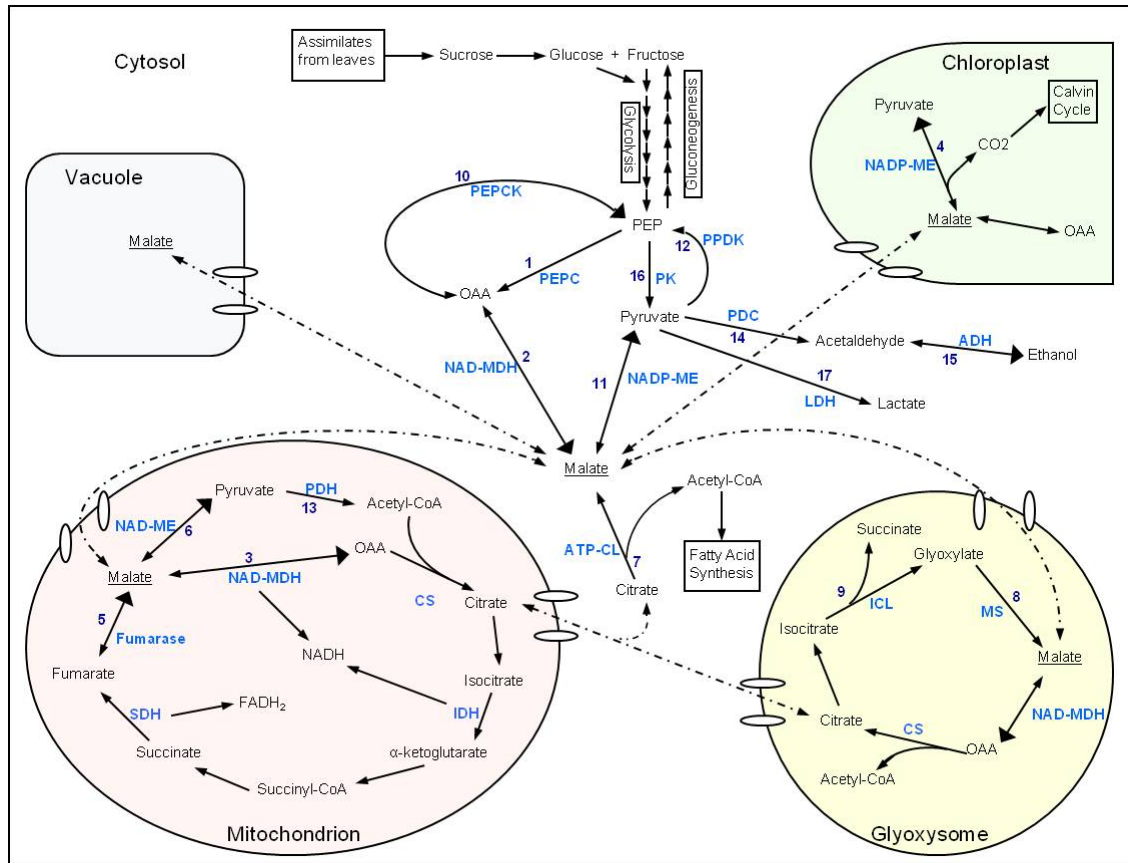 Cytosol
Assimilates
from leaves
Sucrose
Glucose + Fructose
Glycolysis
Gluconeogenesis
Chloroplast
Pyruvate
Calvin
Cycle
4
CO2
NADP-ME
Malate
OAA
Vacuole
Malate
10
PEPCK
PEP
PPDK
12
1
PEPC
16
PK
OAA
Pyruvate
PDC
14
Acetaldehyde
ADH
15
Ethanol
2
NAD-MDH
11
NADP-ME
17
LDH
Lactate
Malate
Acetyl-CoA
ATP-CL
7
Citrate
Fatty Acid
Synthesis
Pyruvate
PDH
13
Acetyl-CoA
NAD-ME
6
OAA
3
Malate
NAD-MDH
CS
Citrate
5
Fumarase
NADH
Fumarate
Isocitrate
SDH
FADH₂
IDH
Succinate
α-ketoglutarate
Succinyl-CoA
Mitochondrion
Succinate
Glyoxylate
9
ICL
8
MS
Isocitrate
Malate
Citrate
CS
NAD-MDH
OAA
Acetyl-CoA
Glyoxysome